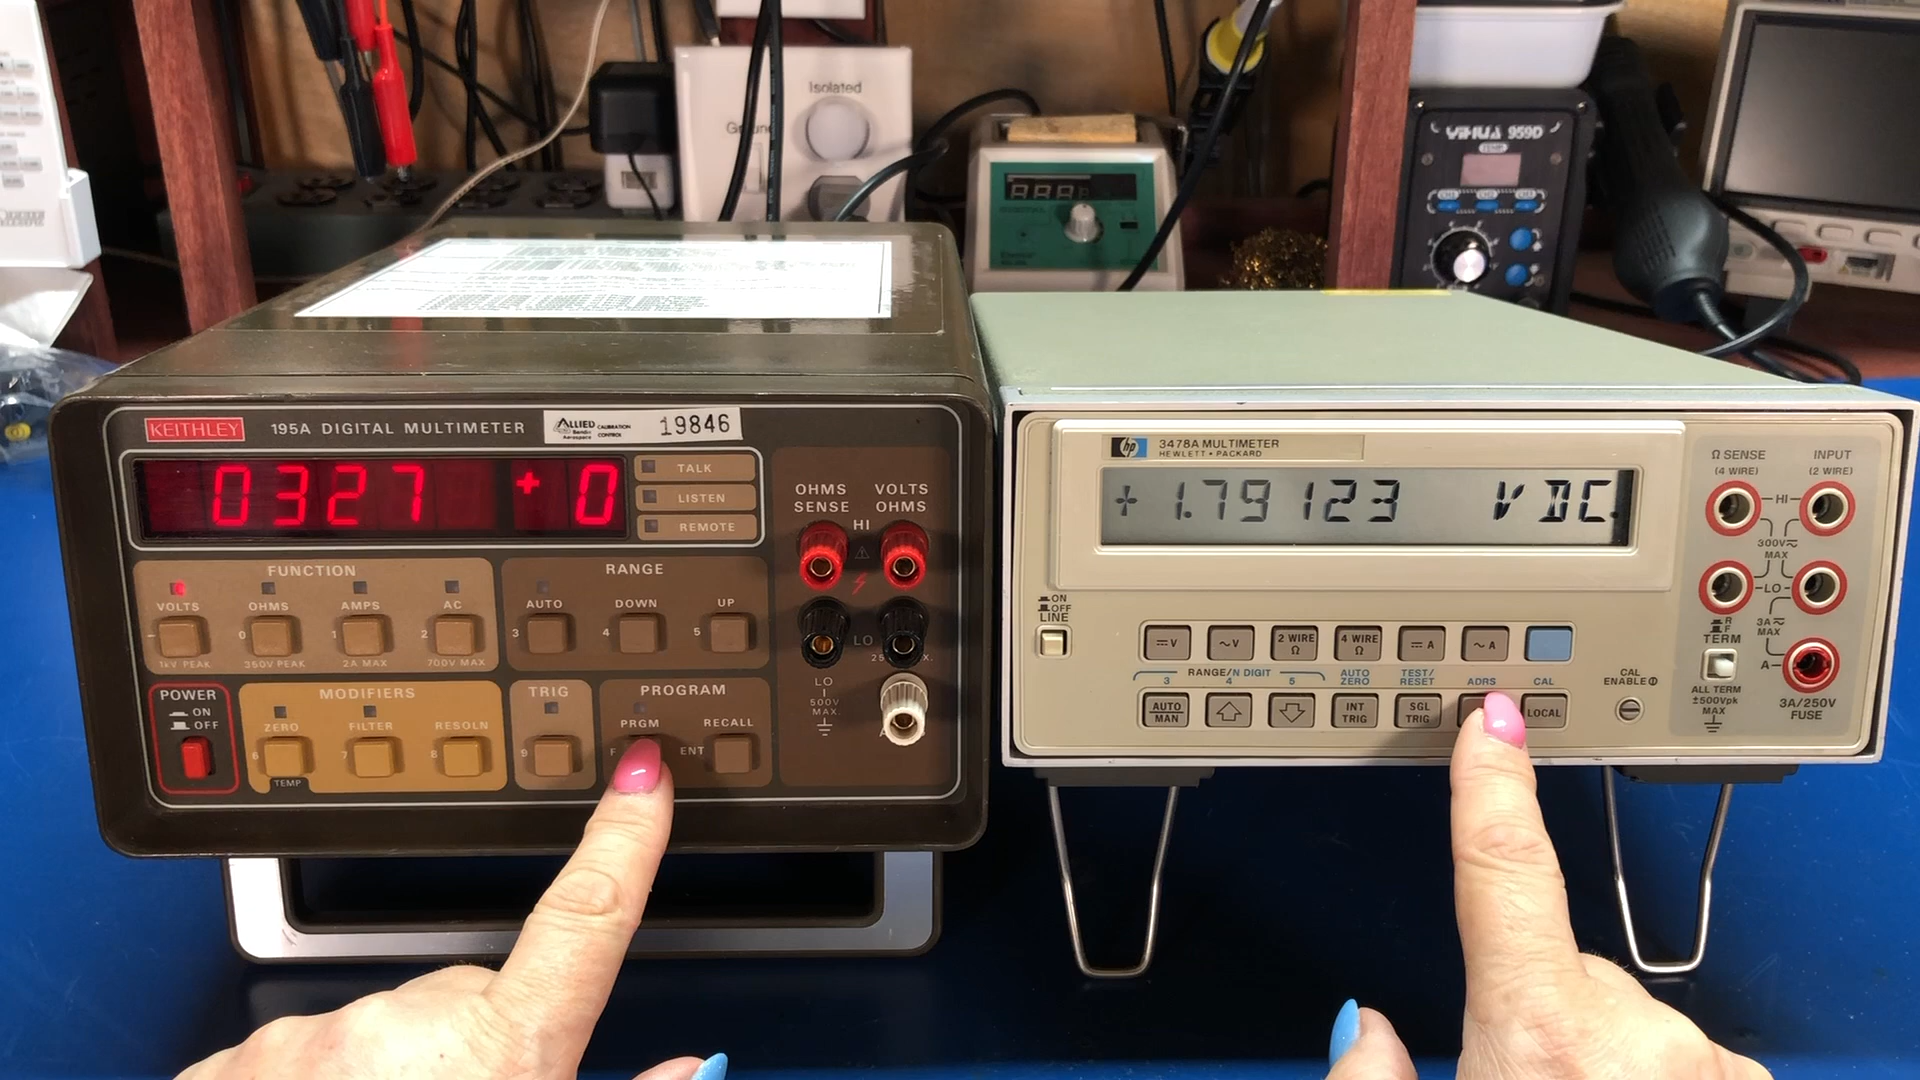 Isolated
YIHUA 959D
KEITHLEY
195A DIGITAL MULTIMETER
ALLIED
Bendix
Aerospace
CALIBRATION
CONTROL
19846
0327 +0
TALK
LISTEN
REMOTE
FUNCTION
VOLTS
OHMS
AMPS
AC
0
1
2
1kV PEAK
350V PEAK
2A MAX
700V MAX
RANGE
AUTO
DOWN
UP
3
4
5
POWER
ON
OFF
MODIFIERS
ZERO
FILTER
RESOLN
6
7
8
TEMP
TRIG
9
PROGRAM
PRGM
RECALL
F
ENT
OHMS
SENSE
VOLTS
OHMS
HI
LO
LO
500V
MAX.
hp
3478A MULTIMETER
HEWLETT • PACKARD
+ 1.79123 VDC
ON
OFF
LINE
⎓V
~V
2 WIRE
Ω
4 WIRE
Ω
⎓A
~A
RANGE/N DIGIT
3
4
5
AUTO
ZERO
TEST/
RESET
ADRS
CAL
AUTO
MAN
INT
TRIG
SGL
TRIG
LOCAL
CAL
ENABLE
Ω SENSE
(4 WIRE)
INPUT
(2 WIRE)
HI
300V
MAX
LO
3A
MAX
R
F
TERM
A
ALL TERM
±500Vpk
MAX
3A/250V
FUSE